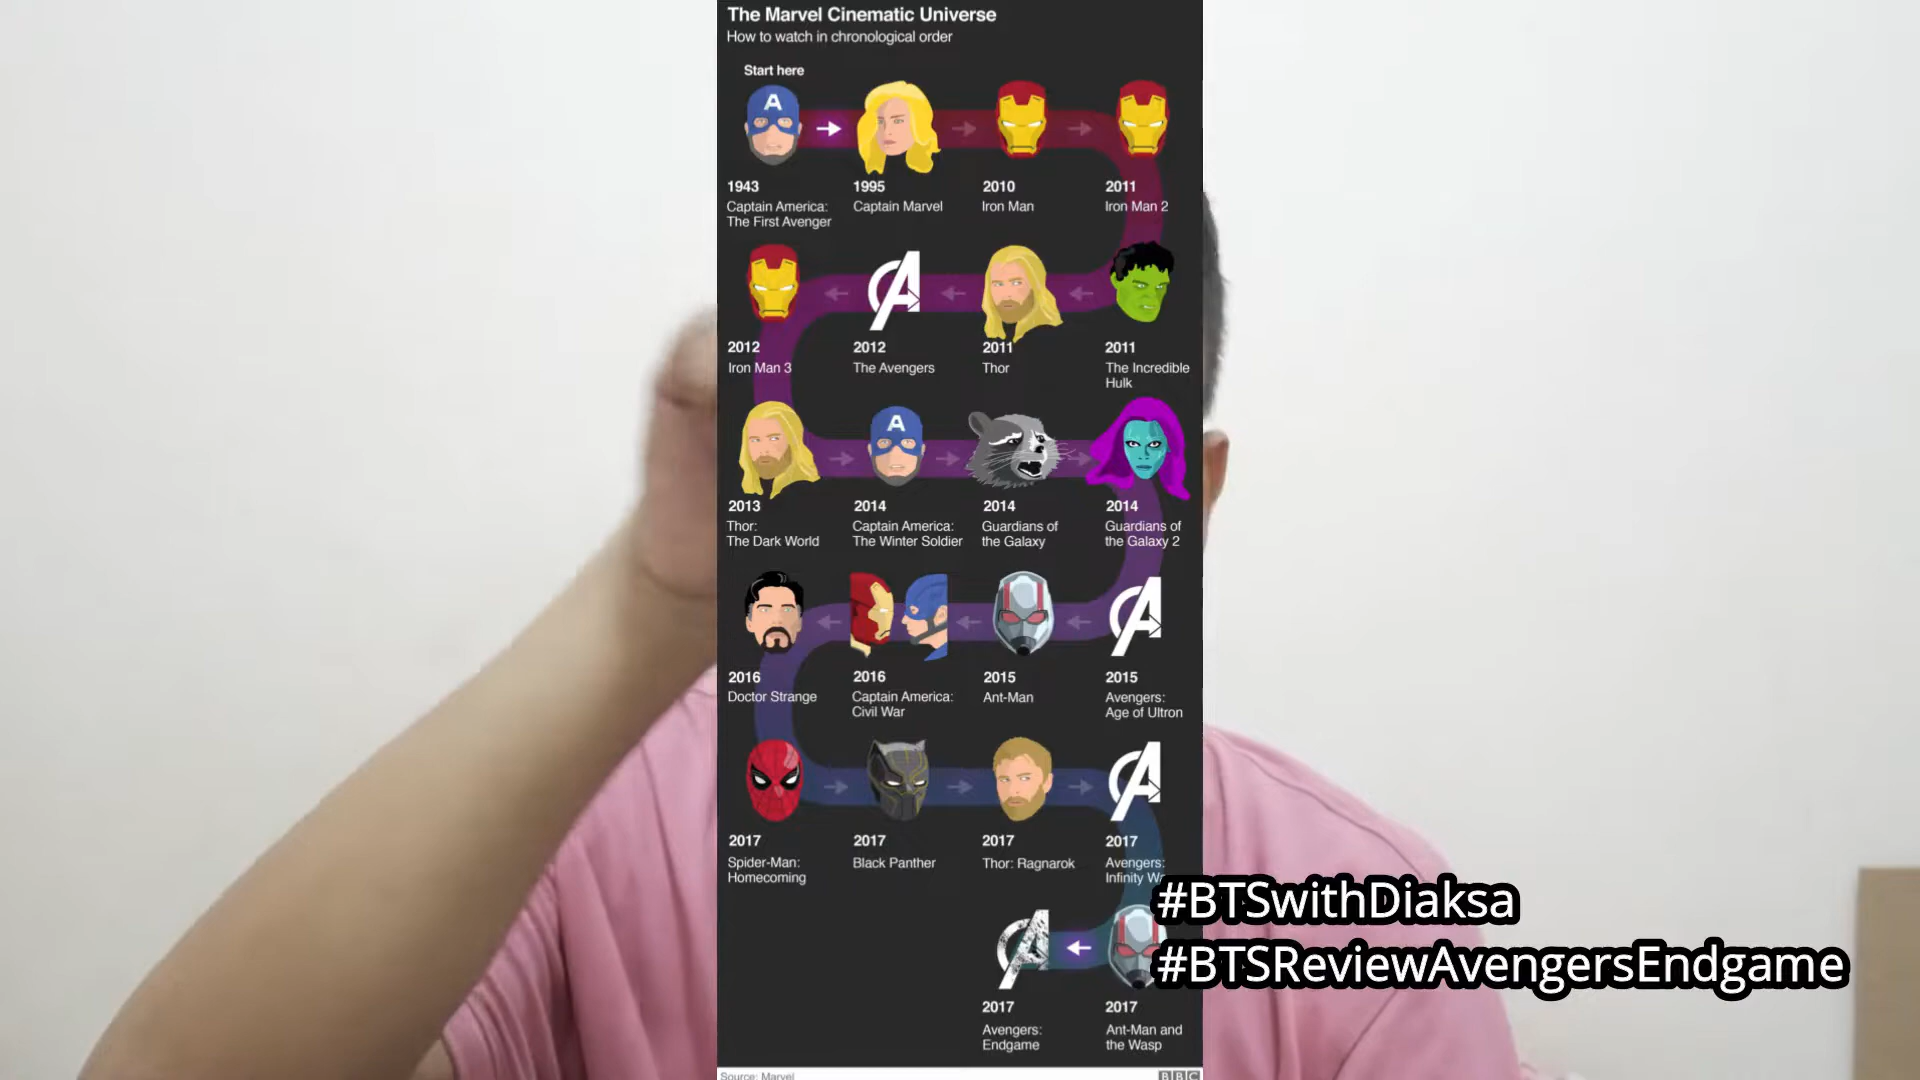 The Marvel Cinematic Universe
How to watch in chronological order
Start here
A
1943
Captain America:
The First Avenger
1995
Captain Marvel
2010
Iron Man
2011
Iron Man 2
2012
Iron Man 3
A
2012
The Avengers
2011
Thor
2011
The Incredible
Hulk
2013
Thor:
The Dark World
A
2014
Captain America:
The Winter Soldier
2014
Guardians of
the Galaxy
2014
Guardians of
the Galaxy 2
2016
Doctor Strange
2016
Captain America:
Civil War
2015
Ant-Man
A
2015
Avengers:
Age of Ultron
2017
Spider-Man:
Homecoming
2017
Black Panther
2017
Thor: Ragnarok
A
2017
Avengers:
Infinity
A
2017
Avengers:
Endgame
2017
Ant-Man and
the Wasp
#BTSwithDiaksa
#BTSReviewAvengersEndgame
Source: Marvel
BBC